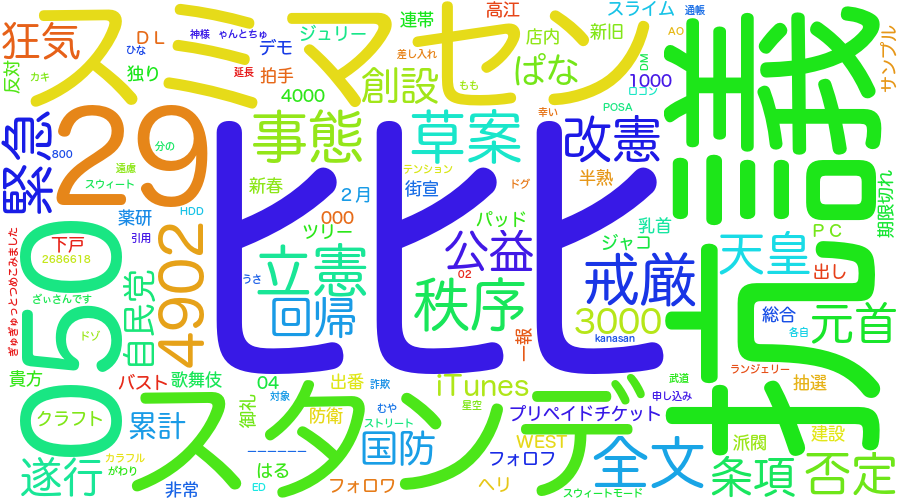 高江
スライム
通帳
連帯
DL
神様
ゃんとちゅ
ジュリー
新旧
AO
狂気
スミマセン
ひな
デモ
店内
サンプル
反対
カキ
独り
延長
拍手
差し入れ
DM
創設
もも
ぱな
1000
ロコン
4000
抗議
緊急
29
事態
草案
幸い
POSA
改憲
800
分の
遠慮
スウィート
テンション
新春
2月
街宣
ドグ
半熟
期限切れ
薬研
HDD
000
ヒヒヒ
パッド
乳首
引用
ツリー
ジャコ
PC
ぎゅぎゅっとつめこみました
下戸
2686618
4902
立憲
公益
天皇
うさ
02
戒厳
出し
ざぃさんです
自民党
回帰
秩序
3000
総合
元首
0550
ドゾ
一報
kanasan
各自
貴方
バスト
歌舞伎
04
出番
詐欺
iTunes
武道
ランジェリー
抽選
対象
むや
星空
申し込み
クラフト
御礼
防衛
ストリート
プリペイドチケット
累計
スタンデ
国防
WEST
派閥
建設
------
フォロフ
全文
カラフル
がわり
はる
遂行
非常
ED
フォロワ
ヘリ
スウィートモード
条項
否定